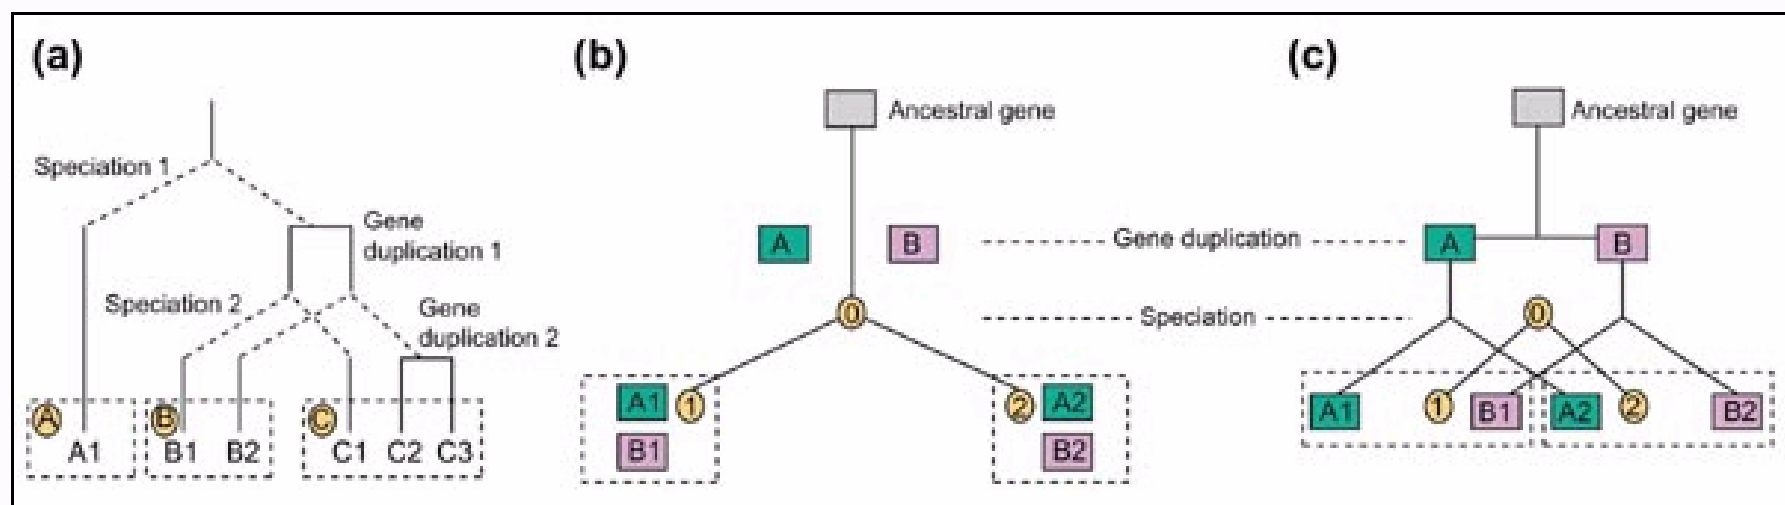 (a)
Speciation 1
Gene
duplication 1
Speciation 2
Gene
duplication 2
A
B
C
A1
B1
B2
C1
C2
C3
(b)
Ancestral gene
A
B
Gene duplication
0
Speciation
A1
1
B1
2
A2
B2
(c)
Ancestral gene
A
B
0
A1
1
B1
A2
2
B2